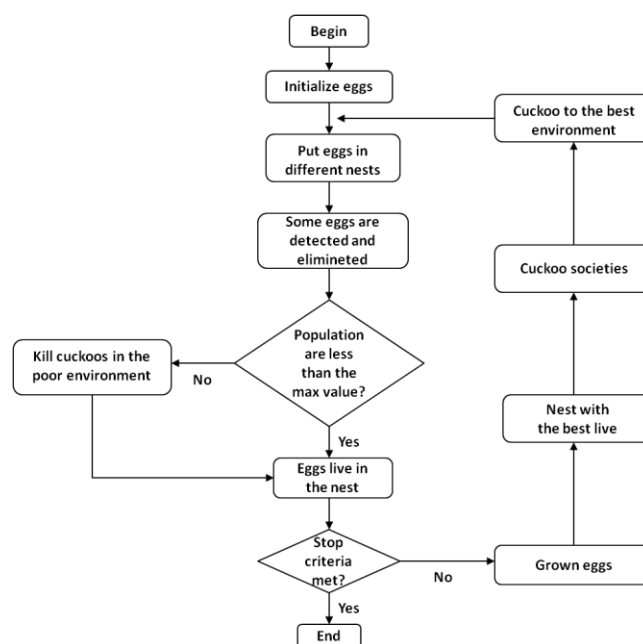 Begin
Initialize eggs
Cuckoo to the best
environment
Put eggs in
different nests
Some eggs are
detected and
elimineted
Cuckoo societies
Population
are less
than the
max value?
Kill cuckoos in the
poor environment
No
Nest with
the best live
Yes
Eggs live in
the nest
Stop
criteria
met?
No
Grown eggs
Yes
End